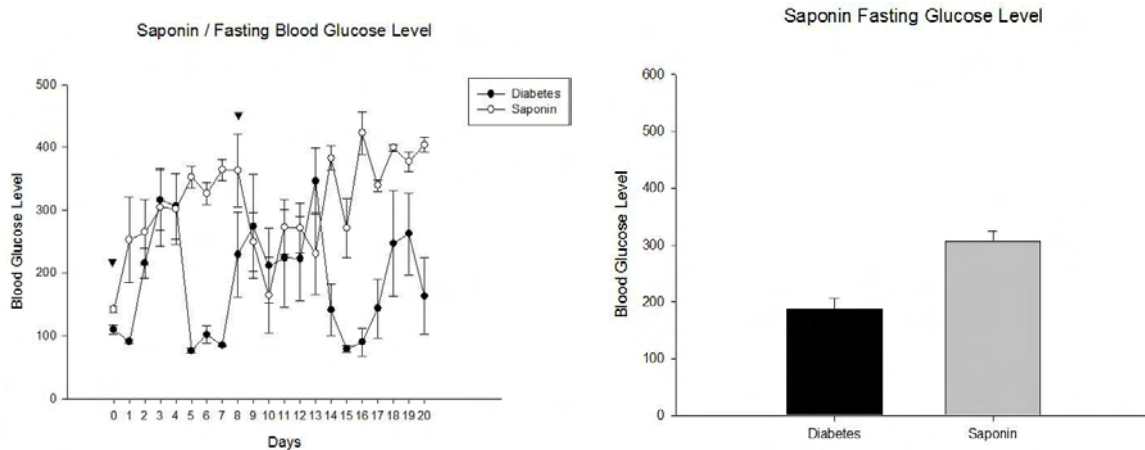 Saponin / Fasting Blood Glucose Level
500
400
300
200
100
0
Blood Glucose Level
Diabetes
Saponin
0 1 2 3 4 5 6 7 8 9 10 11 12 13 14 15 16 17 18 19 20
Days
Saponin Fasting Glucose Level
600
500
400
300
200
100
0
Blood Glucose Level
Diabetes Saponin